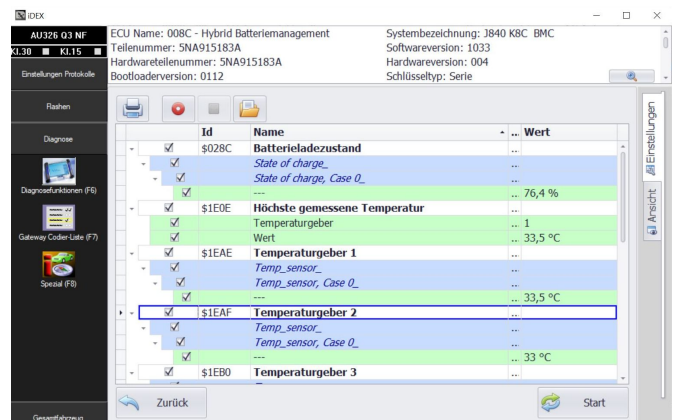 iDEX
AU326 Q3 NF
Kl.30 Kl.15
Einstellungen Protokolle
Flashen
Diagnose
Diagnosefunktionen (F6)
Gateway Codier-Liste (F7)
Spezial (F8)
Gesamtfahrzeug
ECU Name: 008C - Hybrid Batteriemanagement
Teilenummer: 5NA915183A
Hardwareteilenummer: 5NA915183A
Bootloaderversion: 0112
Systembezeichnung: J840 K8C BMC
Softwareversion: 1033
Hardwareversion: 004
Schlüsseltyp: Serie
Id Name ... Wert
$028C Batterieladezustand ..
State of charge_ ..
State of charge, Case 0_ ..
--- .. 76,4 %
$1E0E Höchste gemessene Temperatur ..
Temperaturgeber .. 1
Wert .. 33,5 °C
$1EAE Temperaturgeber 1 ..
Temp_sensor_ ..
Temp_sensor, Case 0_ ..
--- .. 33,5 °C
$1EAF Temperaturgeber 2 ..
Temp_sensor_ ..
Temp_sensor, Case 0_ ..
--- .. 33 °C
$1EB0 Temperaturgeber 3 ..
Zurück
Start
Einstellungen
Ansicht